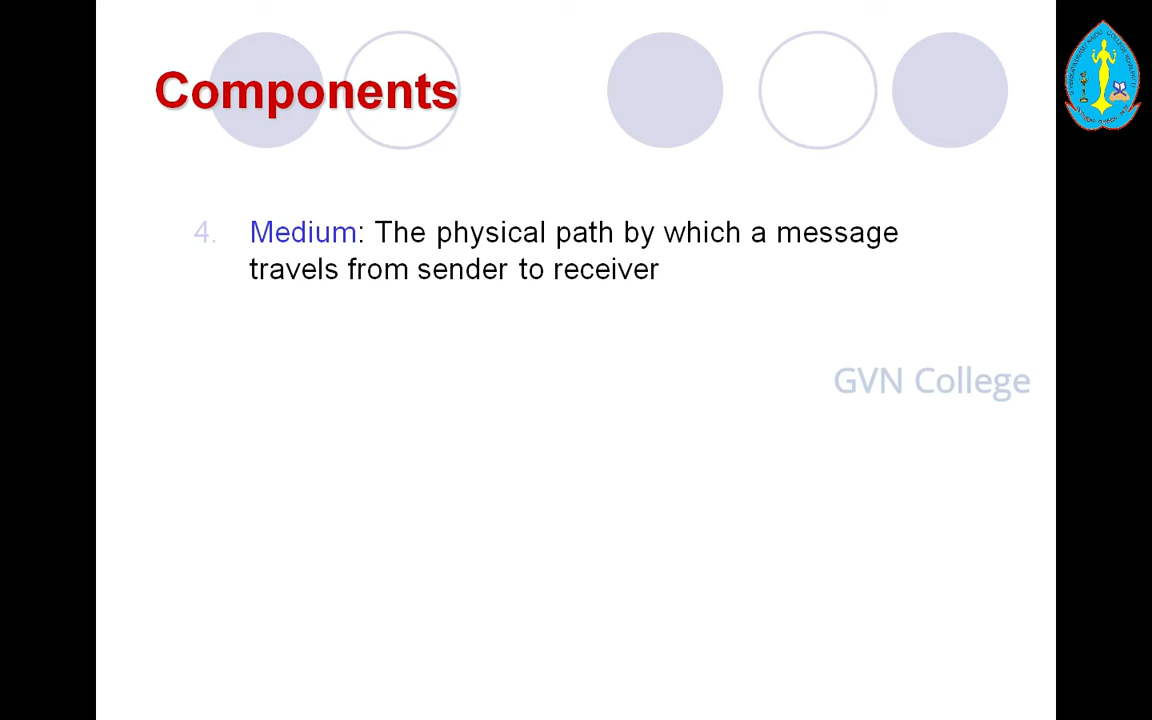 Components
4. Medium: The physical path by which a message
travels from sender to receiver
GVN College